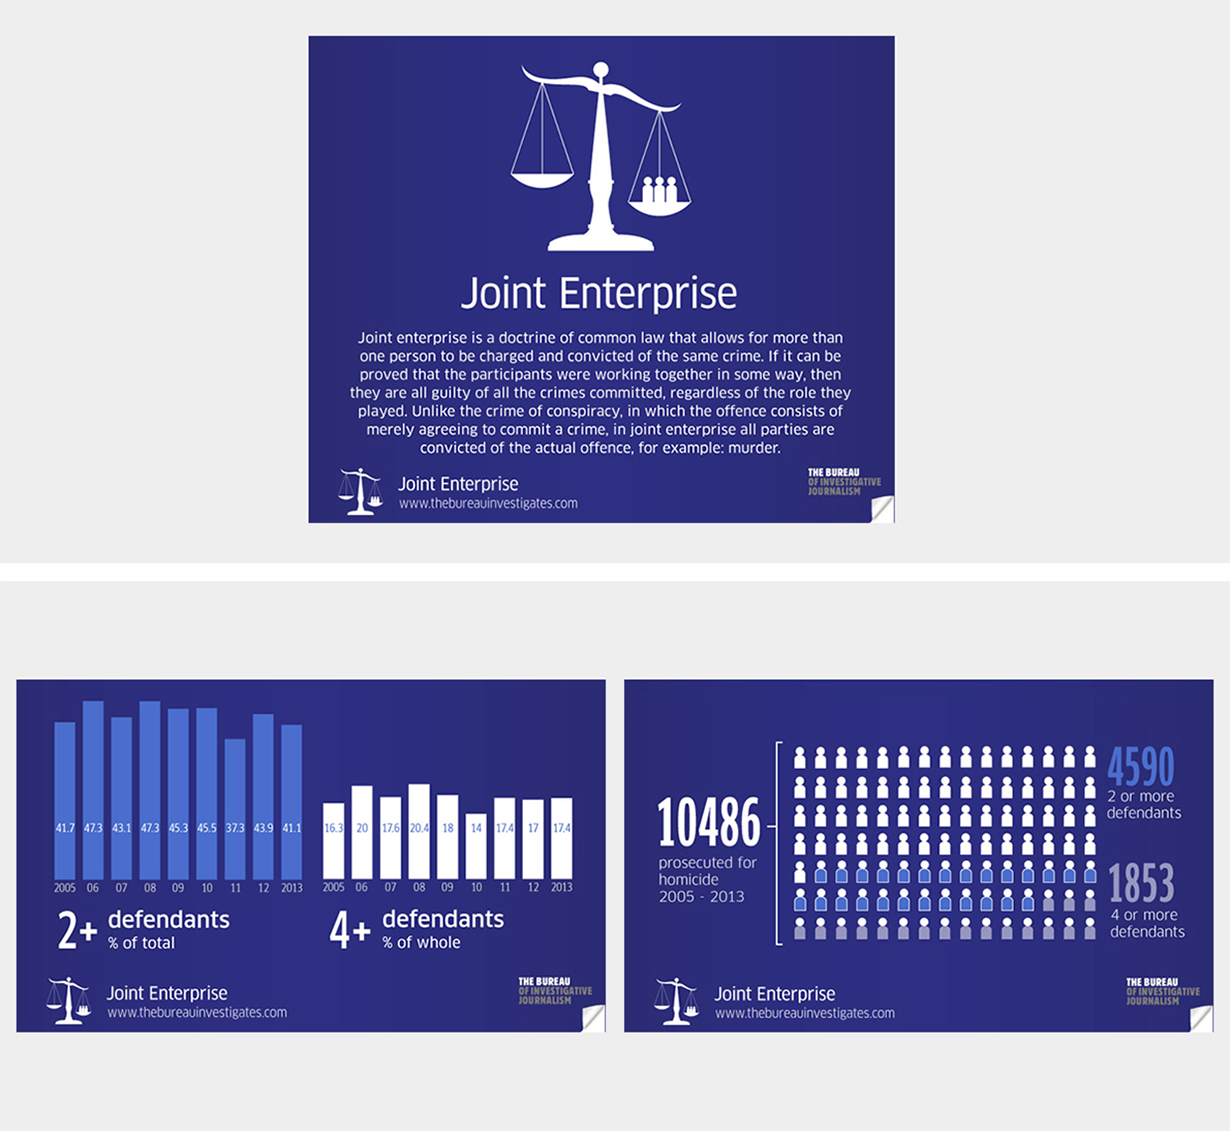 Joint Enterprise
Joint enterprise is a doctrine of common law that allows for more than
one person to be charged and convicted of the same crime. If it can be
proved that the participants were working together in some way, then
they are all guilty of all the crimes committed, regardless of the role they
played. Unlike the crime of conspiracy, in which the offence consists of
merely agreeing to commit a crime, in joint enterprise all parties are
convicted of the actual offence, for example: murder.
Joint Enterprise
www.thebureauinvestigates.com
THE BUREAU
OF INVESTIGATIVE
JOURNALISM
41.7 47.3 43.1 47.3 45.3 45.5 37.3 43.9 41.1
2005 06 07 08 09 10 11 12 2013
2+ defendants
% of total
16.3 20 17.6 20.4 18 14 17.4 17 17.4
2005 06 07 08 09 10 11 12 2013
4+ defendants
% of whole
Joint Enterprise
www.thebureauinvestigates.com
THE BUREAU
OF INVESTIGATIVE
JOURNALISM
10486
prosecuted for
homicide
2005 - 2013
4590
2 or more
defendants
1853
4 or more
defendants
Joint Enterprise
www.thebureauinvestigates.com
THE BUREAU
OF INVESTIGATIVE
JOURNALISM